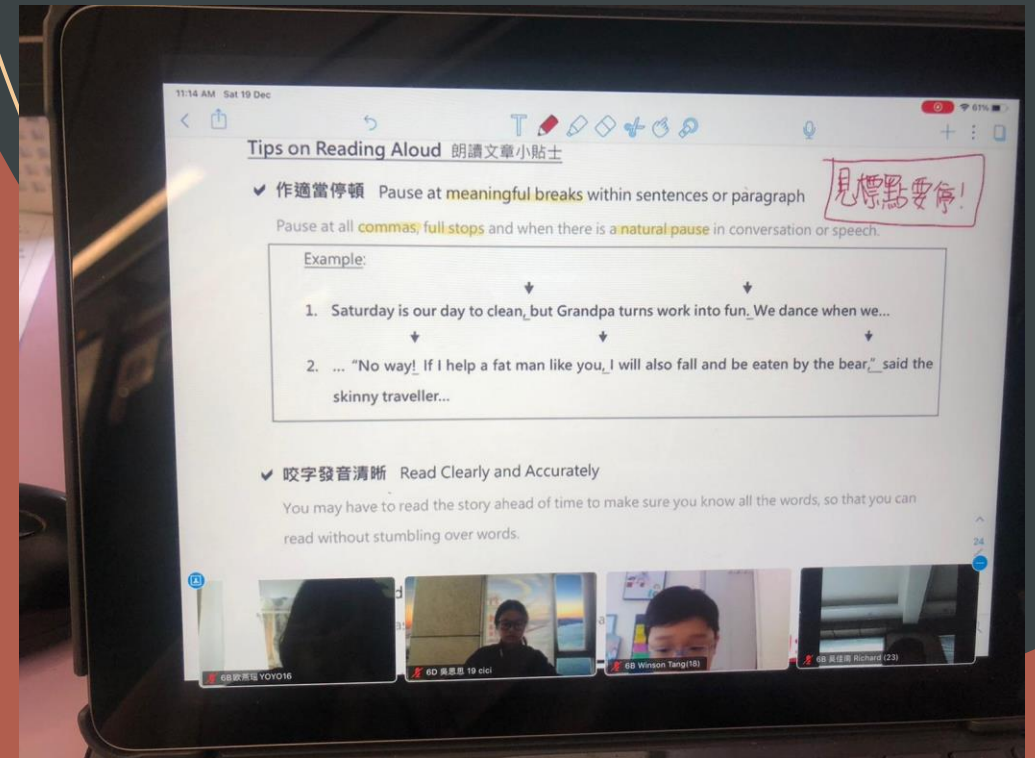 11:14 AM Sat 19 Dec
61%
Tips on Reading Aloud 朗讀文章小貼士
✔ 作適當停頓 Pause at meaningful breaks within sentences or paragraph
見標點要停!
Pause at all commas, full stops and when there is a natural pause in conversation or speech.
Example:
1. Saturday is our day to clean, but Grandpa turns work into fun. We dance when we...
2. ... “No way! If I help a fat man like you, I will also fall and be eaten by the bear,” said the
skinny traveller...
✔ 咬字發音清晰 Read Clearly and Accurately
You may have to read the story ahead of time to make sure you know all the words, so that you can
read without stumbling over words.
24
6B YOYO16
6D 吳恩思 19 cici
6B Winson Tang(18)
6B 吳佳南 Richard (23)